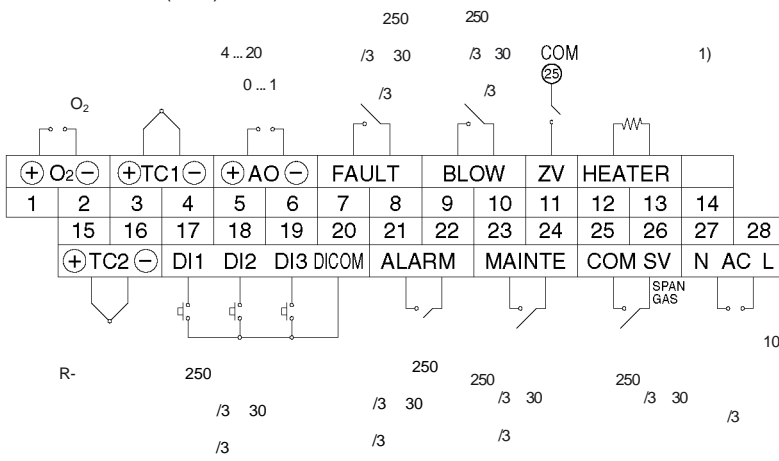 250 250
4 ... 20 /3 30 /3 30 COM 1)
25
0 ... 1 /3 /3
O2
+ O2 − + TC1 − + AO − FAULT BLOW ZV HEATER
1 2 3 4 5 6 7 8 9 10 11 12 13 14
15 16 17 18 19 20 21 22 23 24 25 26 27 28
+ TC2 − DI1 DI2 DI3 DICOM ALARM MAINTE COM SV N AC L
SPAN
GAS
10
R- 250 250 250 250
/3 30 /3 30 /3 30 /3 30
/3
/3 /3 /3